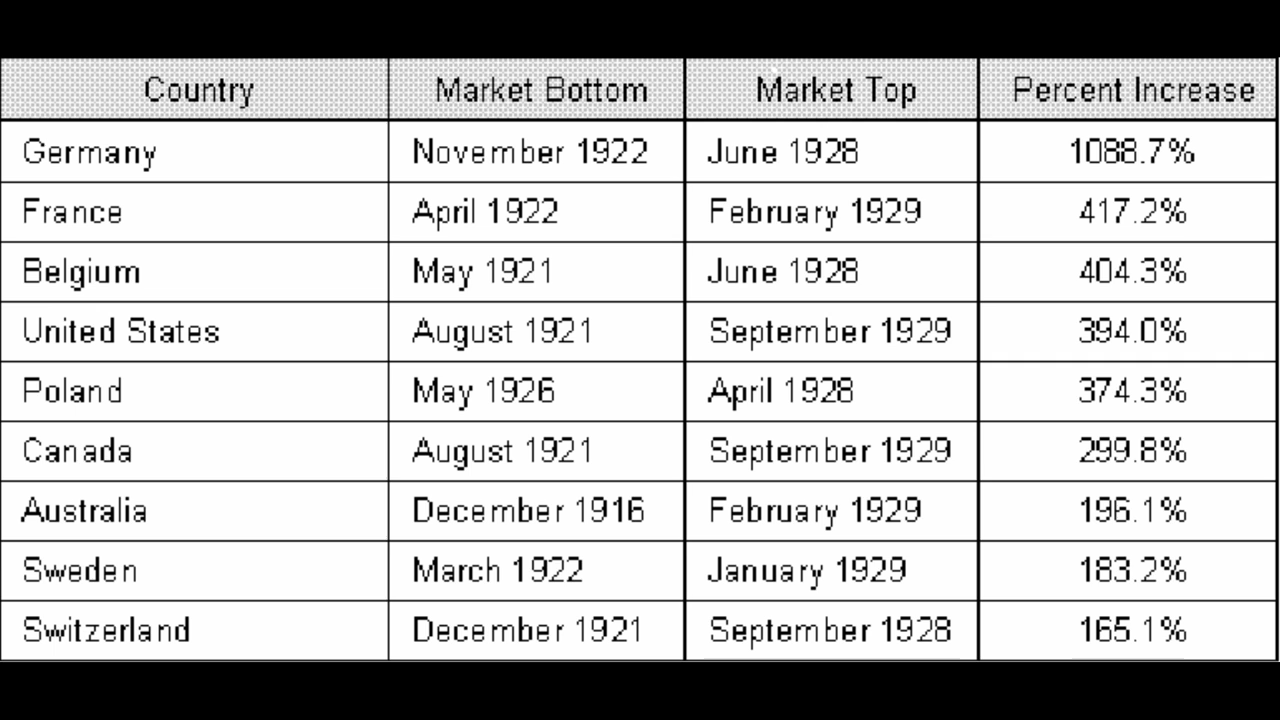 Country Market Bottom Market Top Percent Increase
Germany November 1922 June 1928 1088.7%
France April 1922 February 1929 417.2%
Belgium May 1921 June 1928 404.3%
United States August 1921 September 1929 394.0%
Poland May 1926 April 1928 374.3%
Canada August 1921 September 1929 299.8%
Australia December 1916 February 1929 196.1%
Sweden March 1922 January 1929 183.2%
Switzerland December 1921 September 1928 165.1%